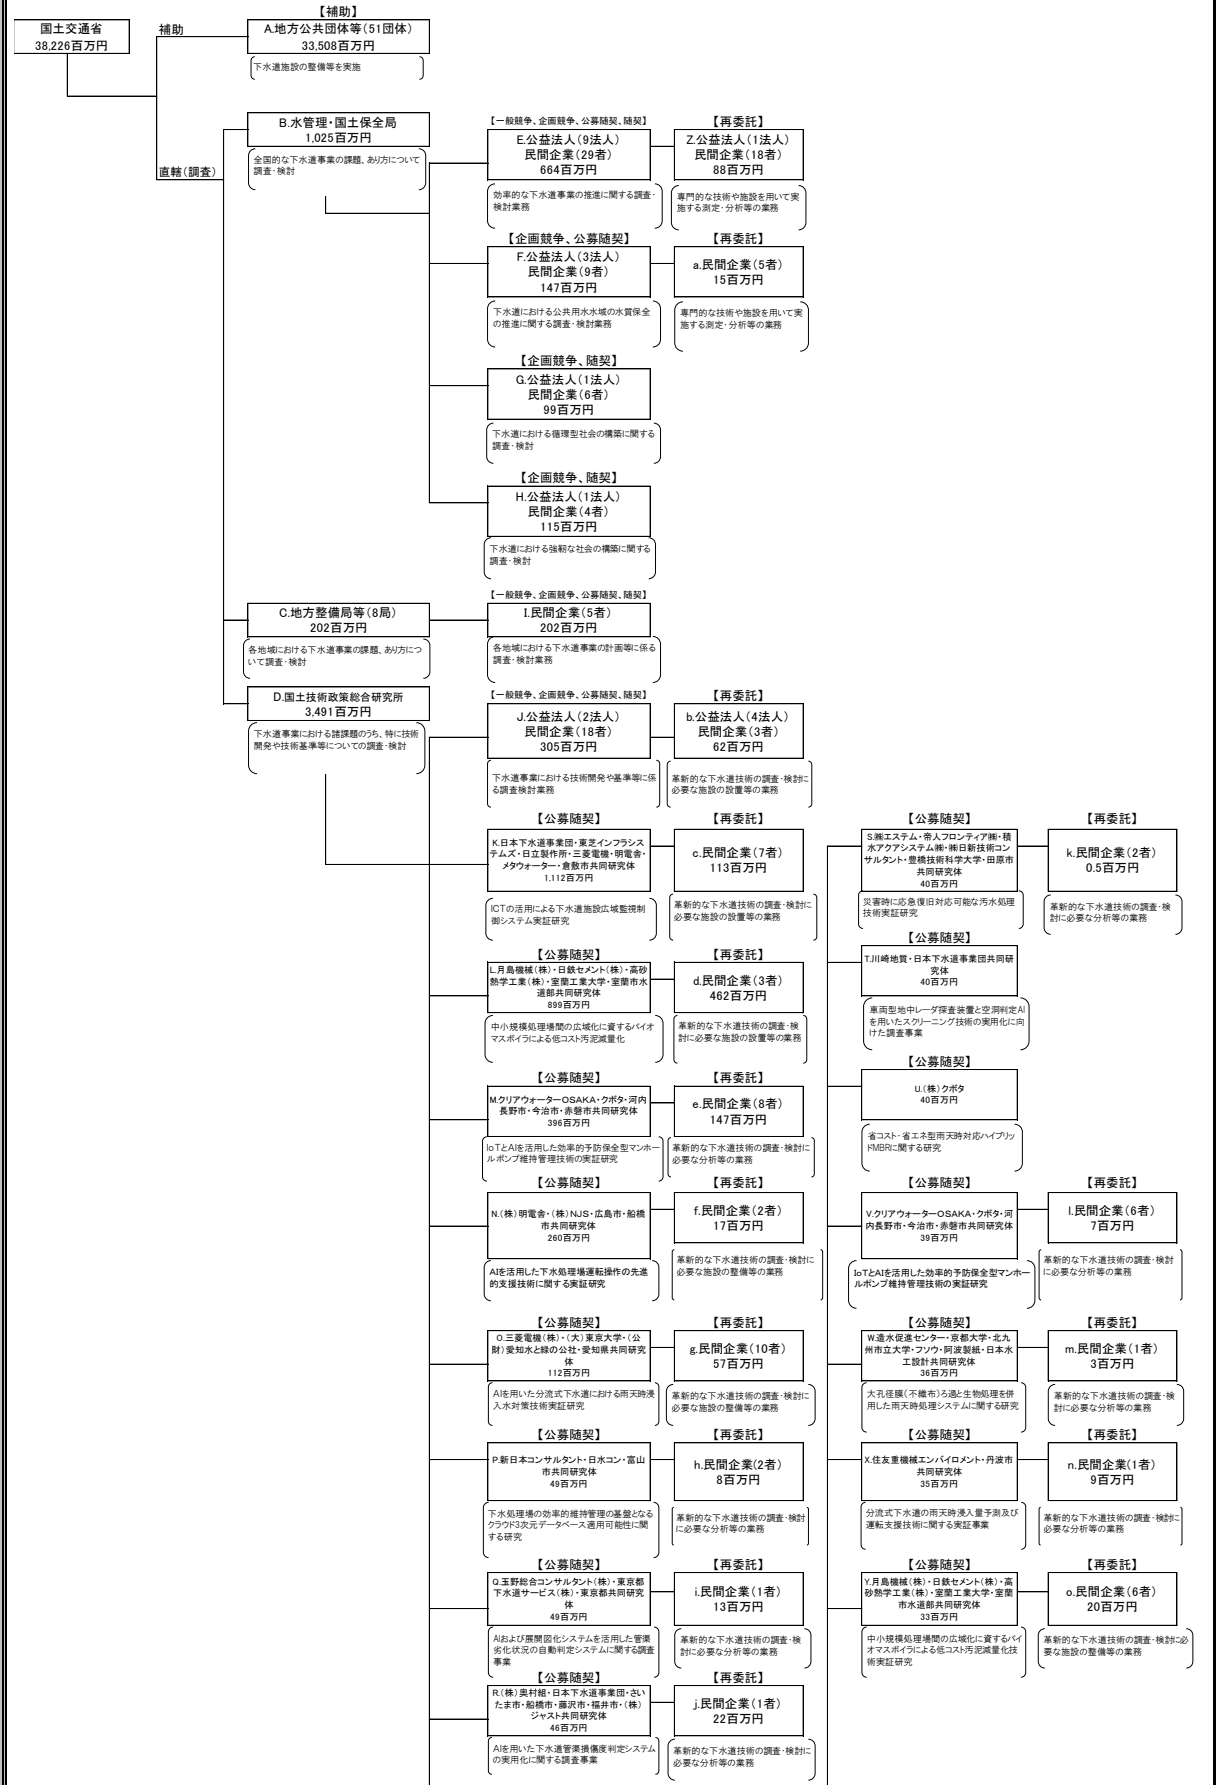 国土交通省
38,226百万円
補助
【補助】
A.地方公共団体等(51団体)
33,508百万円
下水道施設の整備等を実施
直轄(調査)
B.水管理・国土保全局
1,025百万円
全国的な下水道事業の課題、あり方について
調査・検討
【一般競争、企画競争、公募随契、随契】
E.公益法人(9法人)
民間企業(29者)
664百万円
効率的な下水道事業の推進に関する調査・
検討業務
【再委託】
Z.公益法人(1法人)
民間企業(18者)
88百万円
専門的な技術や施設を用いて実
施する測定・分析等の業務
【企画競争、公募随契】
F.公益法人(3法人)
民間企業(9者)
147百万円
下水道における公共用水水域の水質保全
の推進に関する調査・検討業務
【再委託】
a.民間企業(5者)
15百万円
専門的な技術や施設を用いて実
施する測定・分析等の業務
【企画競争、随契】
G.公益法人(1法人)
民間企業(6者)
99百万円
下水道における循環型社会の構築に関する
調査・検討
【企画競争、随契】
H.公益法人(1法人)
民間企業(4者)
115百万円
下水道における強靭な社会の構築に関する
調査・検討
C.地方整備局等(8局)
202百万円
各地域における下水道事業の課題、あり方につ
いて調査・検討
【一般競争、企画競争、公募随契、随契】
I.民間企業(5者)
202百万円
各地域における下水道事業の計画等に係る
調査・検討業務
D.国土技術政策総合研究所
3,491百万円
下水道事業における諸課題のうち、特に技術
開発や技術基準等についての調査・検討
【一般競争、企画競争、公募随契、随契】
J.公益法人(2法人)
民間企業(18者)
305百万円
下水道事業における技術開発や基準等に係
る調査検討業務
【再委託】
b.公益法人(4法人)
民間企業(3者)
62百万円
革新的な下水道技術の調査・検討に
必要な施設の設置等の業務
【公募随契】
K.日本下水道事業団・東芝インフラシス
テムズ・日立製作所・三菱電機・明電舎・
メタウォーター・倉敷市共同研究体
1,112百万円
ICTの活用による下水道施設広域監視制
御システム実証研究
【再委託】
c.民間企業(7者)
113百万円
革新的な下水道技術の調査・検討に
必要な施設の設置等の業務
【公募随契】
L.月島機械(株)・日鉄セメント(株)・高砂
熱学工業(株)・室蘭工業大学・室蘭市水
道部共同研究体
899百万円
中小規模処理場間の広域化に資するバイオ
マスボイラによる低コスト汚泥減量化
【再委託】
d.民間企業(3者)
462百万円
革新的な下水道技術の調査・検
討に必要な施設の設置等の業務
【公募随契】
M.クリアウォーターOSAKA・クボタ・河内
長野市・今治市・赤磐市共同研究体
396百万円
IoTとAIを活用した効率的予防保全型マンホー
ルポンプ維持管理技術の実証研究
【再委託】
e.民間企業(8者)
147百万円
革新的な下水道技術の調査・検討に
必要な分析等の業務
【公募随契】
N.(株)明電舎・(株)NJS・広島市・船橋
市共同研究体
260百万円
AIを活用した下水処理場運転操作の先進
的支援技術に関する実証研究
【再委託】
f.民間企業(2者)
17百万円
革新的な下水道技術の調査・検討に
必要な施設の整備等の業務
【公募随契】
O.三菱電機(株)・(大)東京大学・(公
財)愛知水と緑の公社・愛知県共同研究
体
112百万円
AIを用いた分流式下水道における雨天時浸
入水対策技術実証研究
【再委託】
g.民間企業(10者)
57百万円
革新的な下水道技術の調査・検討に
必要な施設の整備等の業務
【公募随契】
P.新日本コンサルタント・日水コン・富山
市共同研究体
49百万円
下水処理場の効率的維持管理の基盤となる
クラウド3次元データベース適用可能性に関
する研究
【再委託】
h.民間企業(2者)
8百万円
革新的な下水道技術の調査・検討
に必要な分析等の業務
【公募随契】
Q.玉野総合コンサルタント(株)・東京都
下水道サービス(株)・東京都共同研究
体
49百万円
AIおよび展開図化システムを活用した管渠
劣化状況の自動判定システムに関する調査
事業
【再委託】
i.民間企業(1者)
13百万円
革新的な下水道技術の調査・検
討に必要な分析等の業務
【公募随契】
R.(株)奥村組・日本下水道事業団・さい
たま市・船橋市・藤沢市・福井市・(株)
ジャスト共同研究体
46百万円
AIを用いた下水道管渠損傷度判定システム
の実用化に関する調査事業
【再委託】
j.民間企業(1者)
22百万円
革新的な下水道技術の調査・検討に
必要な分析等の業務
【公募随契】
S.㈱エステム・帝人フロンティア㈱・積
水アクアシステム㈱・㈱日新技術コン
サルタント・豊橋技術科学大学・田原市
共同研究体
40百万円
災害時に応急復旧対応可能な汚水処理
技術実証研究
【再委託】
k.民間企業(2者)
0.5百万円
革新的な下水道技術の調査・検
討に必要な分析等の業務
【公募随契】
T.川崎地質・日本下水道事業団共同研
究体
40百万円
車両型地中レーダ探査装置と空洞判定AI
を用いたスクリーニング技術の実用化に向
けた調査事業
【公募随契】
U.(株)クボタ
40百万円
省コスト・省エネ型雨天時対応ハイブリッ
ドMBRに関する研究
【公募随契】
V.クリアウォーターOSAKA・クボタ・河
内長野市・今治市・赤磐市共同研究体
39百万円
IoTとAIを活用した効率的予防保全型マンホー
ルポンプ維持管理技術の実証研究
【再委託】
l.民間企業(6者)
7百万円
革新的な下水道技術の調査・検討
に必要な分析等の業務
【公募随契】
W.造水促進センター・京都大学・北九
州市立大学・フソウ・阿波製紙・日本水
工設計共同研究体
36百万円
大孔径膜(不織布)ろ過と生物処理を併
用した雨天時処理システムに関する研究
【再委託】
m.民間企業(1者)
3百万円
革新的な下水道技術の調査・検
討に必要な分析等の業務
【公募随契】
X.住友重機械エンバイロメント・丹波市
共同研究体
35百万円
分流式下水道の雨天時浸入量予測及び
運転支援技術に関する実証事業
【再委託】
n.民間企業(1者)
9百万円
革新的な下水道技術の調査・検討に
必要な分析等の業務
【公募随契】
Y.月島機械(株)・日鉄セメント(株)・高
砂熱学工業(株)・室蘭工業大学・室蘭
市水道部共同研究体
33百万円
中小規模処理場間の広域化に資するバイ
オマスボイラによる低コスト汚泥減量化技
術実証研究
【再委託】
o.民間企業(6者)
20百万円
革新的な下水道技術の調査・検討に必
要な施設の整備等の業務